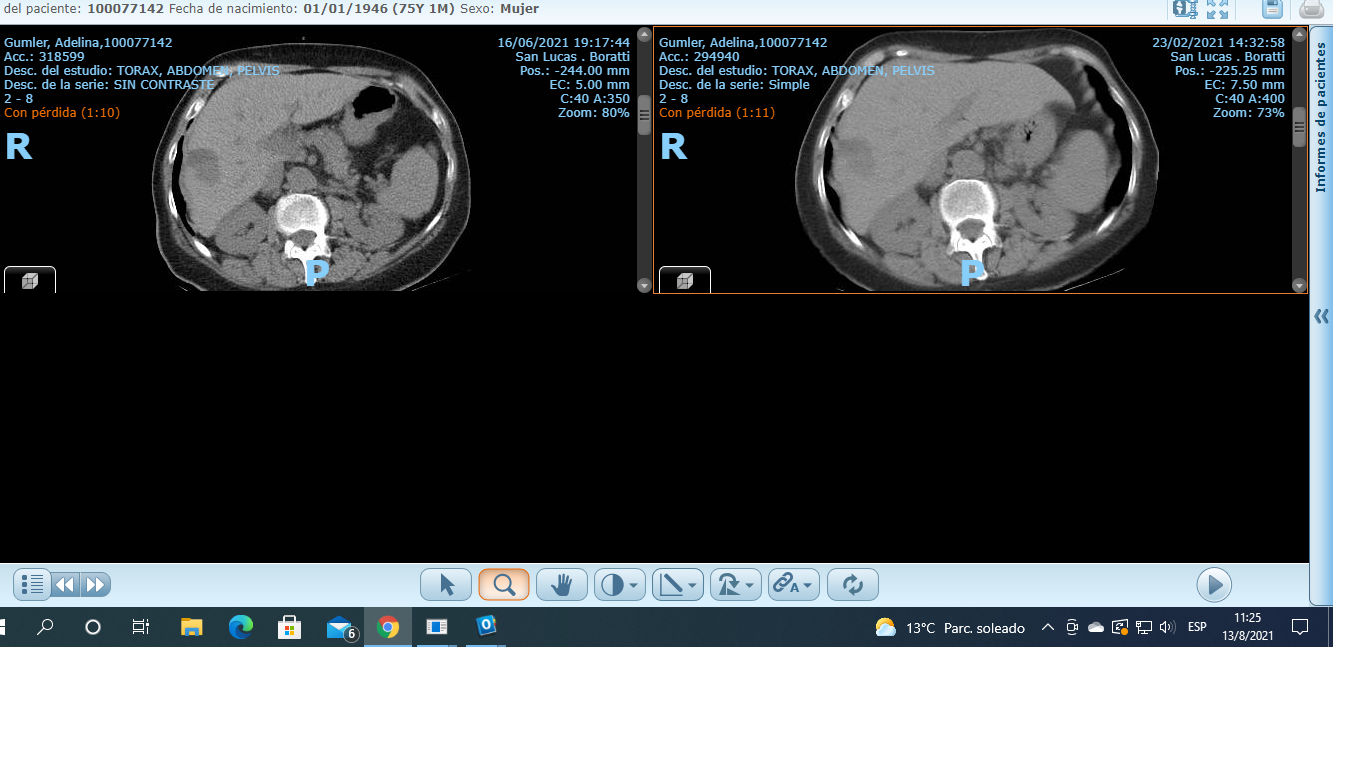 del paciente: 100077142 Fecha de nacimiento: 01/01/1946 (75Y 1M) Sexo: Mujer
Gumler, Adelina,100077142
Acc.: 318599
Desc. del estudio: TORAX, ABDOMEN, PELVIS
Desc. de la serie: SIN CONTRASTE
2 - 8
Con pérdida (1:10)
R
16/06/2021 19:17:44
San Lucas . Boratti
Pos.: -244.00 mm
EC: 5.00 mm
C:40 A:350
Zoom: 80%
P
Gumler, Adelina,100077142
Acc.: 294940
Desc. del estudio: TORAX, ABDOMEN, PELVIS
Desc. de la serie: Simple
2 - 8
Con pérdida (1:11)
R
23/02/2021 14:32:58
San Lucas . Boratti
Pos.: -225.25 mm
EC: 7.50 mm
C:40 A:400
Zoom: 73%
P
Informes de pacientes
A
6
13°C Parc. soleado
ESP
11:25
13/8/2021